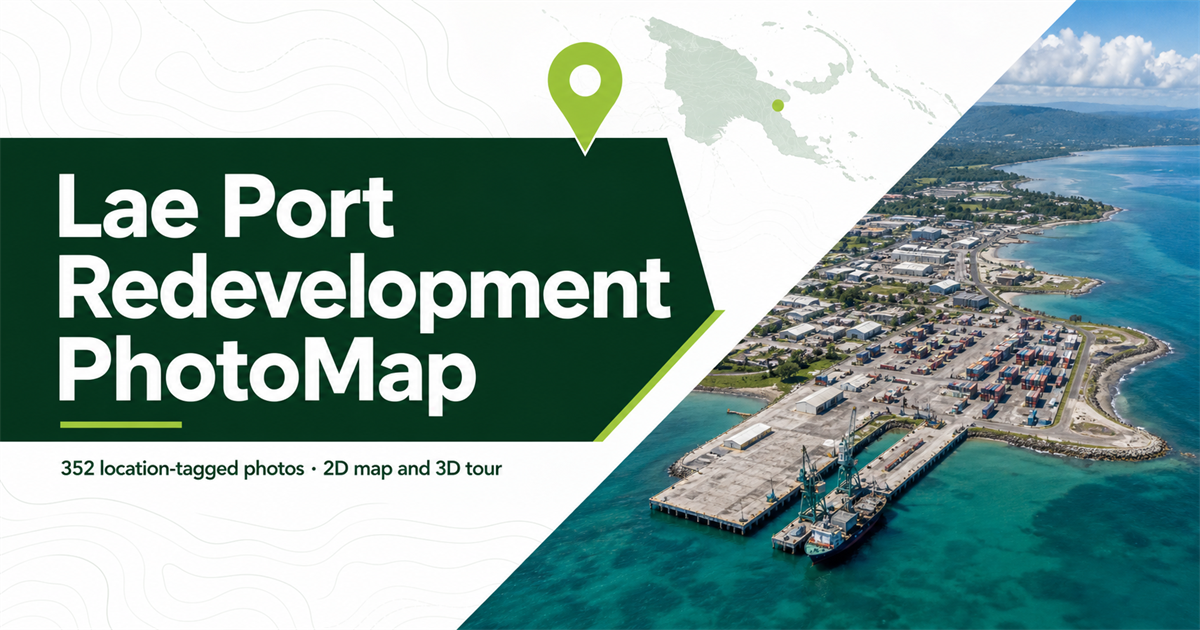 Lae Port
Redevelopment
PhotoMap
352 location-tagged photos · 2D map and 3D tour